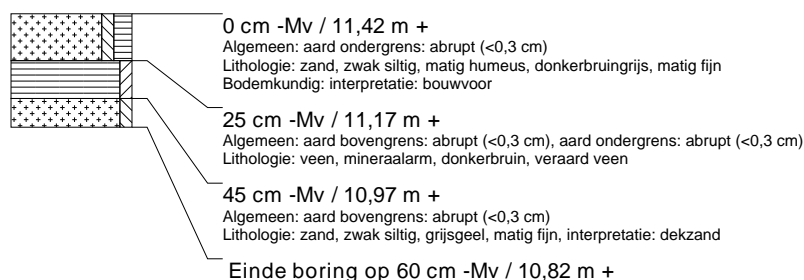 0 cm -Mv / 11,42 m +
Algemeen: aard ondergrens: abrupt (<0,3 cm)
Lithologie: zand, zwak siltig, matig humeus, donkerbruingrijs, matig fijn
Bodemkundig: interpretatie: bouwvoor
25 cm -Mv / 11,17 m +
Algemeen: aard bovengrens: abrupt (<0,3 cm), aard ondergrens: abrupt (<0,3 cm)
Lithologie: veen, mineraalarm, donkerbruin, veraard veen
45 cm -Mv / 10,97 m +
Algemeen: aard bovengrens: abrupt (<0,3 cm)
Lithologie: zand, zwak siltig, grijsgeel, matig fijn, interpretatie: dekzand
Einde boring op 60 cm -Mv / 10,82 m +